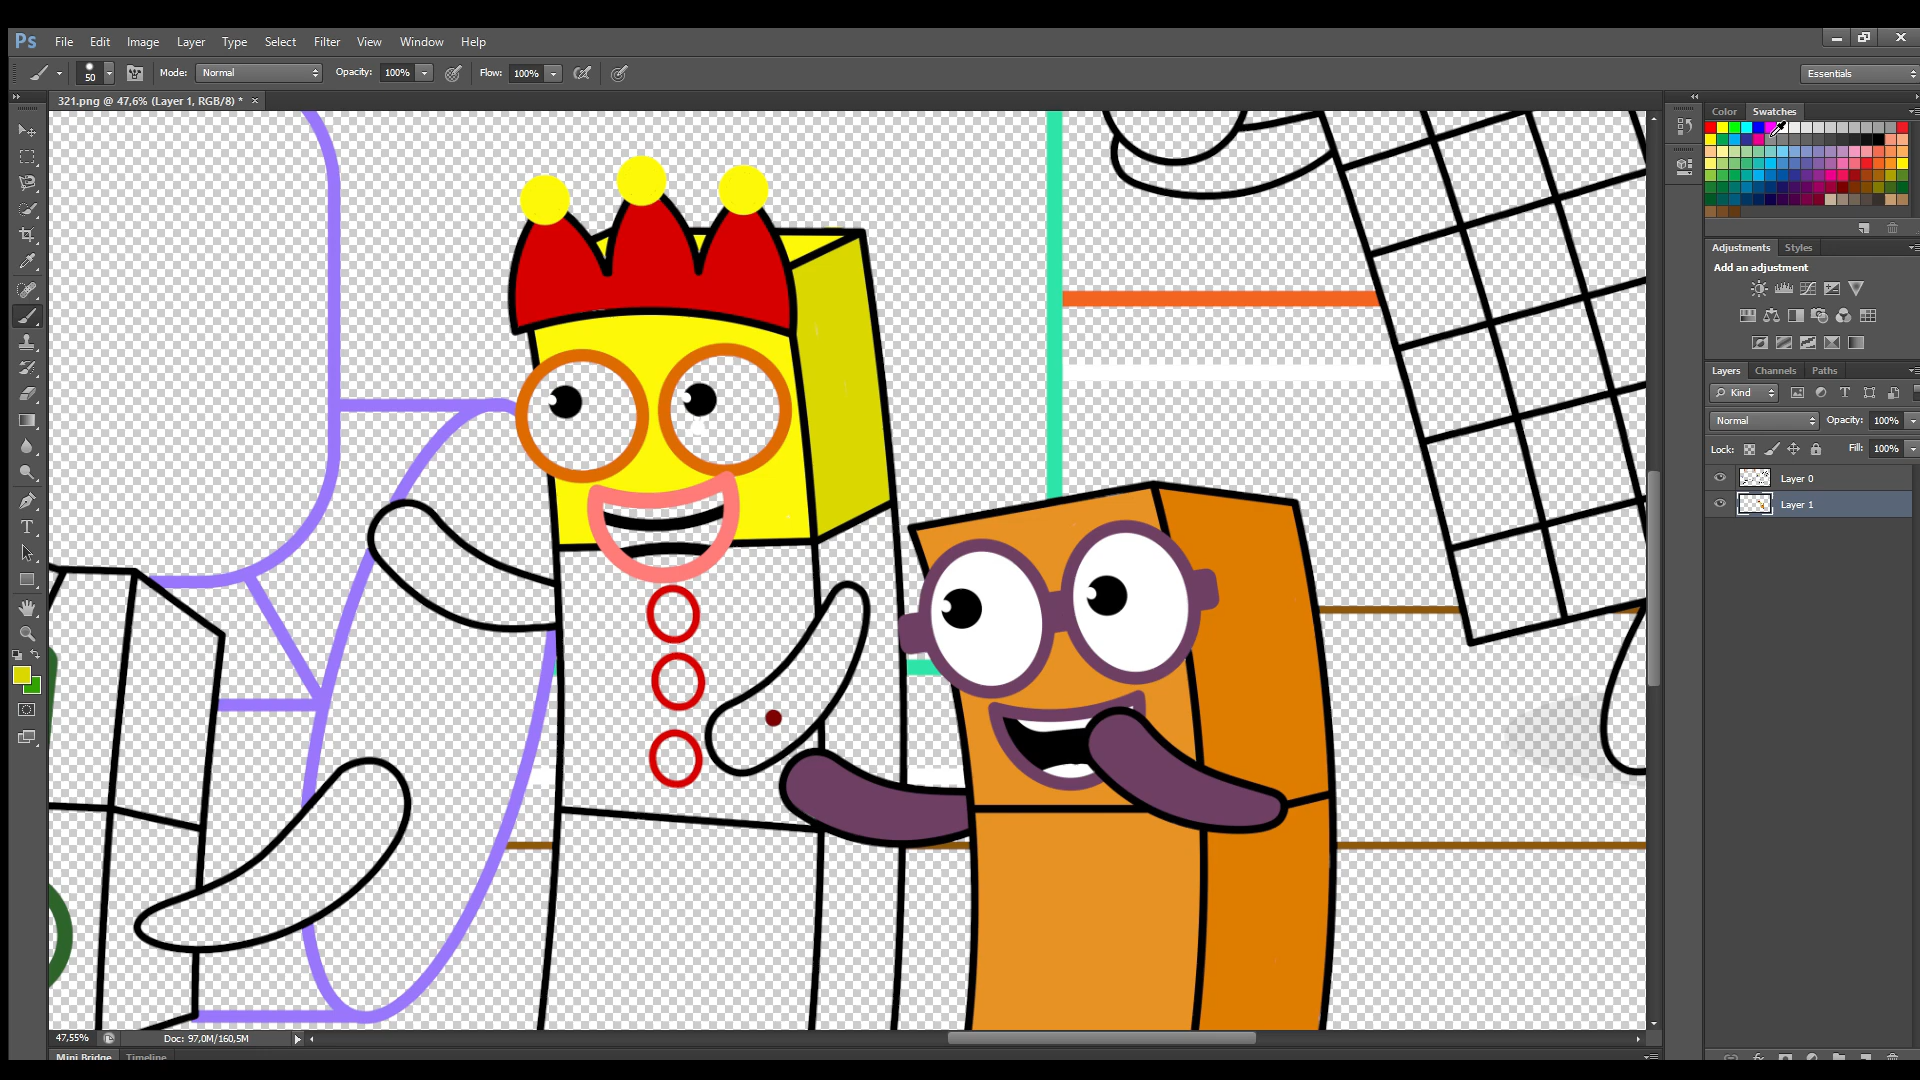 Ps File Edit Image Layer Type Select Filter View Window Help
50 Mode: Normal Opacity: 100% Flow: 100% Essentials
321.png @ 47,6% (Layer 1, RGB/8) * ×
Color Swatches
Adjustments Styles
Add an adjustment
Layers Channels Paths
Kind
Normal Opacity: 100%
Lock: Fill: 100%
Layer 0
Layer 1
47,55% Doc: 97,0M/160,5M
Mini Bridge Timeline